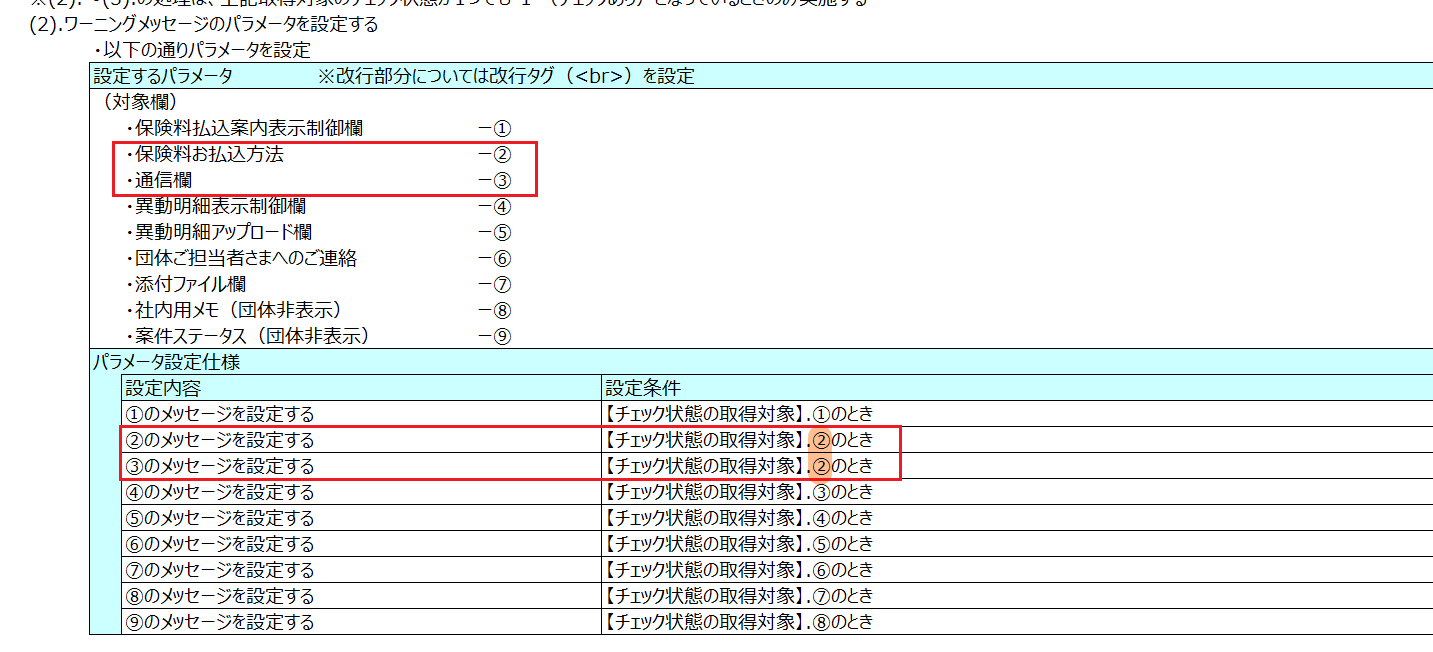 (2).ワーニングメッセージのパラメータを設定する
・以下の通りパラメータを設定
設定するパラメータ ※改行部分については改行タグ（<br>）を設定
（対象欄）
・保険料払込案内表示制御欄 －①
・保険料お払込方法 －②
・通信欄 －③
・異動明細表示制御欄 －④
・異動明細アップロード欄 －⑤
・団体ご担当者さまへのご連絡 －⑥
・添付ファイル欄 －⑦
・社内用メモ（団体非表示） －⑧
・案件ステータス（団体非表示） －⑨
パラメータ設定仕様
設定内容 設定条件
①のメッセージを設定する 【チェック状態の取得対象】.①のとき
②のメッセージを設定する 【チェック状態の取得対象】.②のとき
③のメッセージを設定する 【チェック状態の取得対象】.②のとき
④のメッセージを設定する 【チェック状態の取得対象】.③のとき
⑤のメッセージを設定する 【チェック状態の取得対象】.④のとき
⑥のメッセージを設定する 【チェック状態の取得対象】.⑤のとき
⑦のメッセージを設定する 【チェック状態の取得対象】.⑥のとき
⑧のメッセージを設定する 【チェック状態の取得対象】.⑦のとき
⑨のメッセージを設定する 【チェック状態の取得対象】.⑧のとき